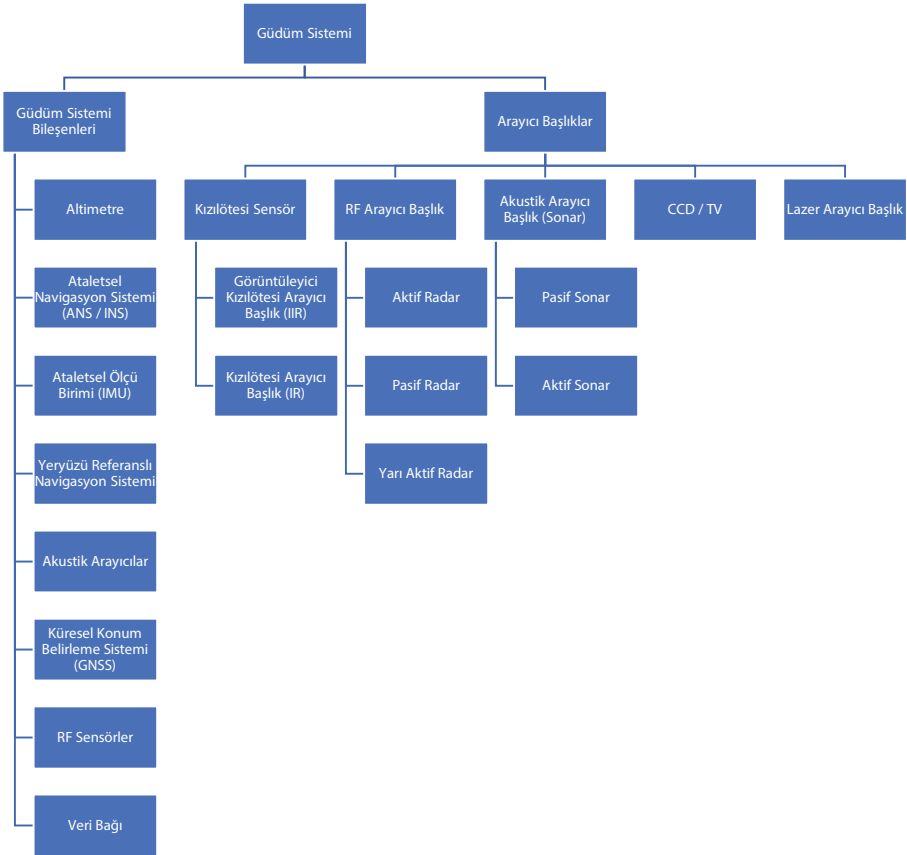 Güdüm Sistemi
Güdüm Sistemi
Bileşenleri
Arayıcı Başlıklar
Altimetre
Ataletsel
Navigasyon Sistemi
(ANS / INS)
Ataletsel Ölçü
Birimi (IMU)
Yeryüzü Referanslı
Navigasyon Sistemi
Akustik Arayıcılar
Küresel Konum
Belirleme Sistemi
(GNSS)
RF Sensörler
Veri Bağı
Kızılötesi Sensör
Görüntüleyici
Kızılötesi Arayıcı
Başlık (IIR)
Kızılötesi Arayıcı
Başlık (IR)
RF Arayıcı Başlık
Aktif Radar
Pasif Radar
Yarı Aktif Radar
Akustik Arayıcı
Başlık (Sonar)
Pasif Sonar
Aktif Sonar
CCD / TV
Lazer Arayıcı Başlık